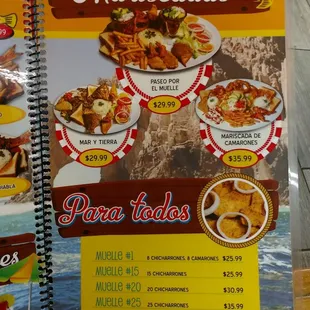 PASEO POR
EL MUELLE
$29.99
MAR Y TIERRA
$29.99
MARISCADA DE
CAMARONES
$35.99
Para todos
MUELLE #1 8 CHICHARRONES, 8 CAMARONES $25.99
MUELLE #15 15 CHICHARRONES $25.99
MUELLE #20 20 CHICHARRONES $30.99
MUELLE #25 25 CHICHARRONES $35.99